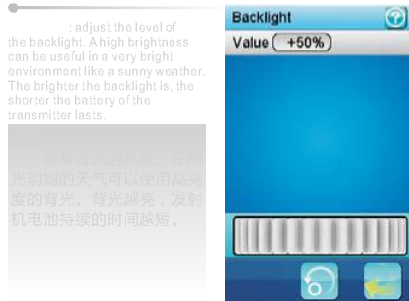 : adjust the level of
the backlight. A high brightness
can be useful in a very bright
environment like a sunny weather.
The brighter the backlight is, the
shorter the battery of the
transmitter lasts.
调整背光的亮度。在阳
光明媚的天气可以使用高亮
度的背光。背光越亮，发射
机电池持续的时间越短。
Backlight
?
Value +50%